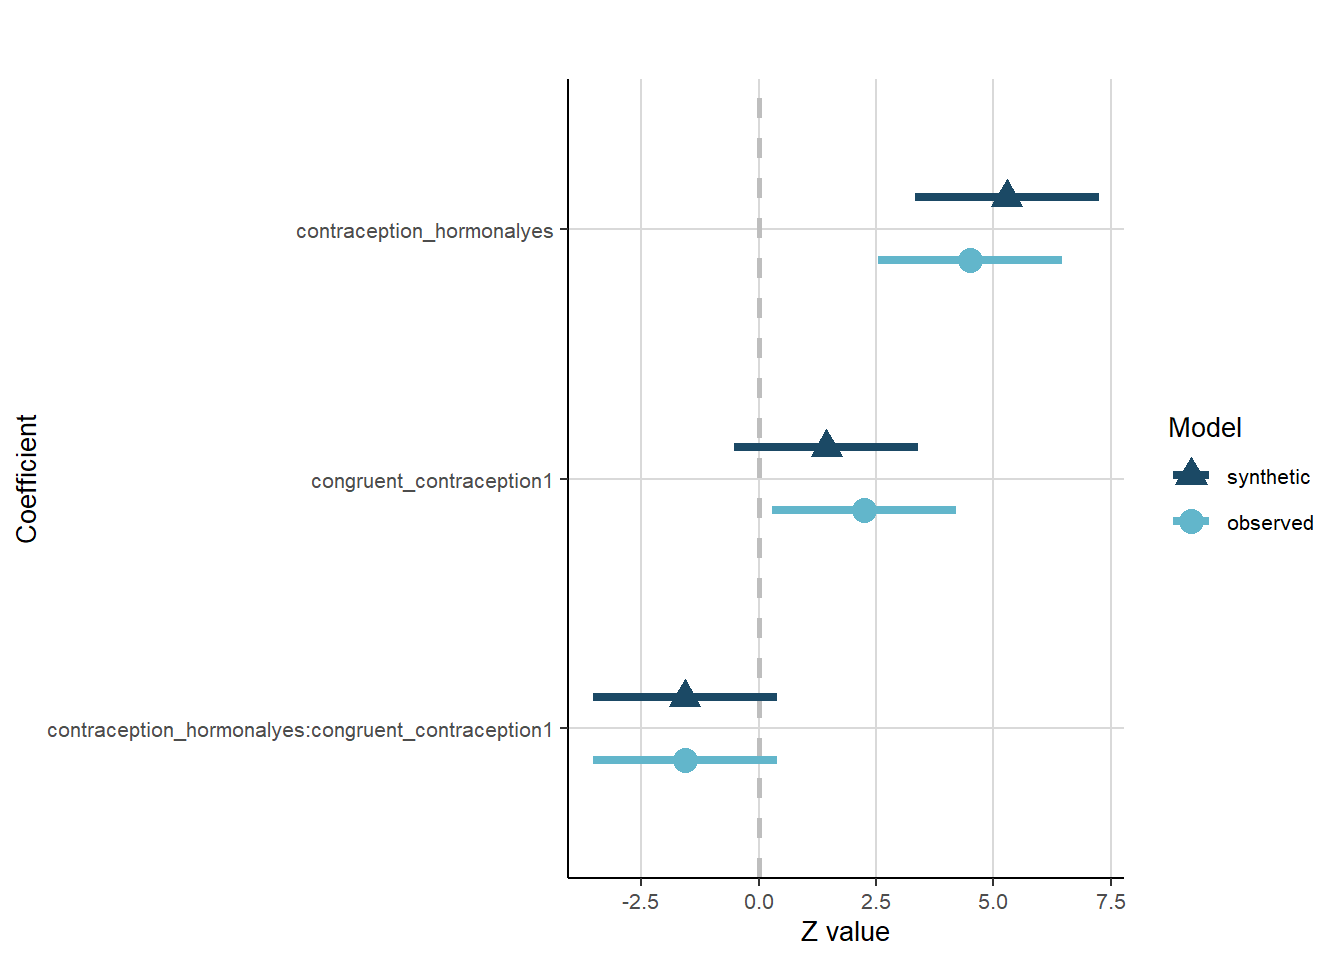 contraception_hormonalyes
congruent_contraception1
contraception_hormonalyes:congruent_contraception1
Coefficient
-2.5 0.0 2.5 5.0 7.5
Z value
Model
synthetic
observed